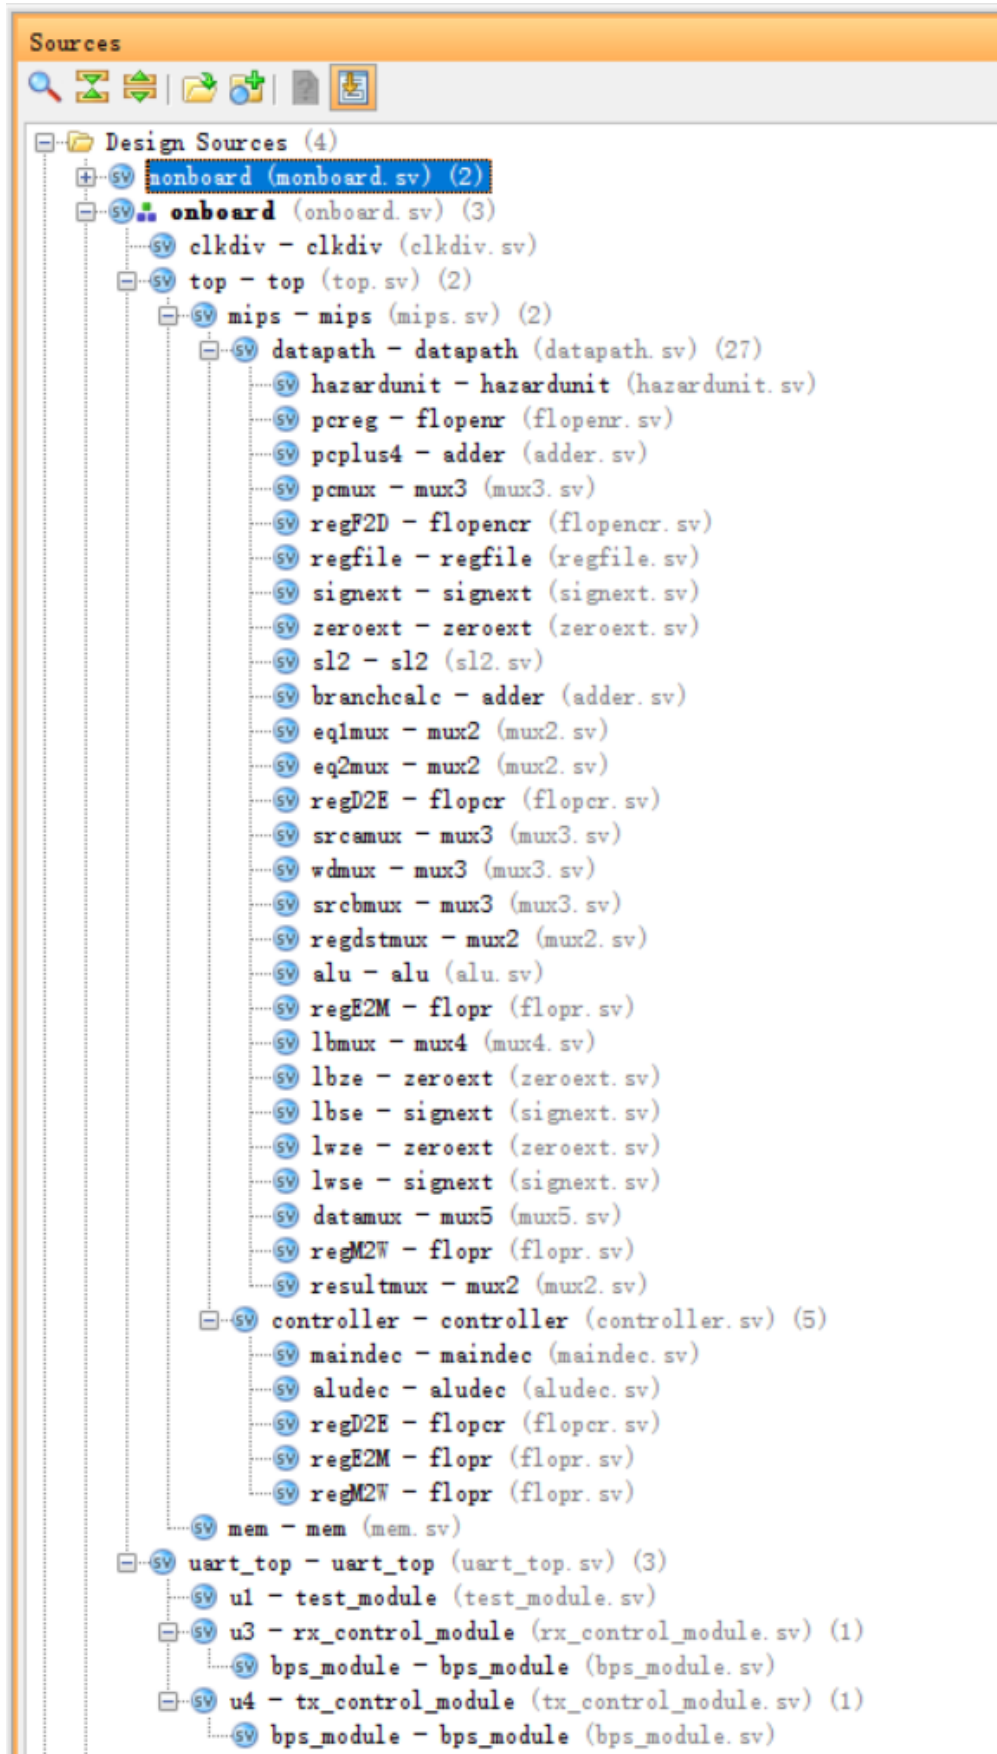 Sources
Design Sources (4)
monboard (monboard.sv) (2)
onboard (onboard.sv) (3)
clkdiv - clkdiv (clkdiv.sv)
top - top (top.sv) (2)
mips - mips (mips.sv) (2)
datapath - datapath (datapath.sv) (27)
hazardunit - hazardunit (hazardunit.sv)
pcreg - flopenr (flopenr.sv)
pcplus4 - adder (adder.sv)
pcmux - mux3 (mux3.sv)
regF2D - flopencr (flopencr.sv)
regfile - regfile (regfile.sv)
signext - signext (signext.sv)
zeroext - zeroext (zeroext.sv)
sl2 - sl2 (sl2.sv)
branchcalc - adder (adder.sv)
eq1mux - mux2 (mux2.sv)
eq2mux - mux2 (mux2.sv)
regD2E - flopcr (flopcr.sv)
srcamux - mux3 (mux3.sv)
wdmux - mux3 (mux3.sv)
srcbmux - mux3 (mux3.sv)
regdstmux - mux2 (mux2.sv)
alu - alu (alu.sv)
regE2M - flopr (flopr.sv)
lbmux - mux4 (mux4.sv)
lbze - zeroext (zeroext.sv)
lbse - signext (signext.sv)
lwze - zeroext (zeroext.sv)
lwse - signext (signext.sv)
datamux - mux5 (mux5.sv)
regM2W - flopr (flopr.sv)
resultmux - mux2 (mux2.sv)
controller - controller (controller.sv) (5)
maindec - maindec (maindec.sv)
aludec - aludec (aludec.sv)
regD2E - flopcr (flopcr.sv)
regE2M - flopr (flopr.sv)
regM2W - flopr (flopr.sv)
mem - mem (mem.sv)
uart_top - uart_top (uart_top.sv) (3)
u1 - test_module (test_module.sv)
u3 - rx_control_module (rx_control_module.sv) (1)
bps_module - bps_module (bps_module.sv)
u4 - tx_control_module (tx_control_module.sv) (1)
bps_module - bps_module (bps_module.sv)